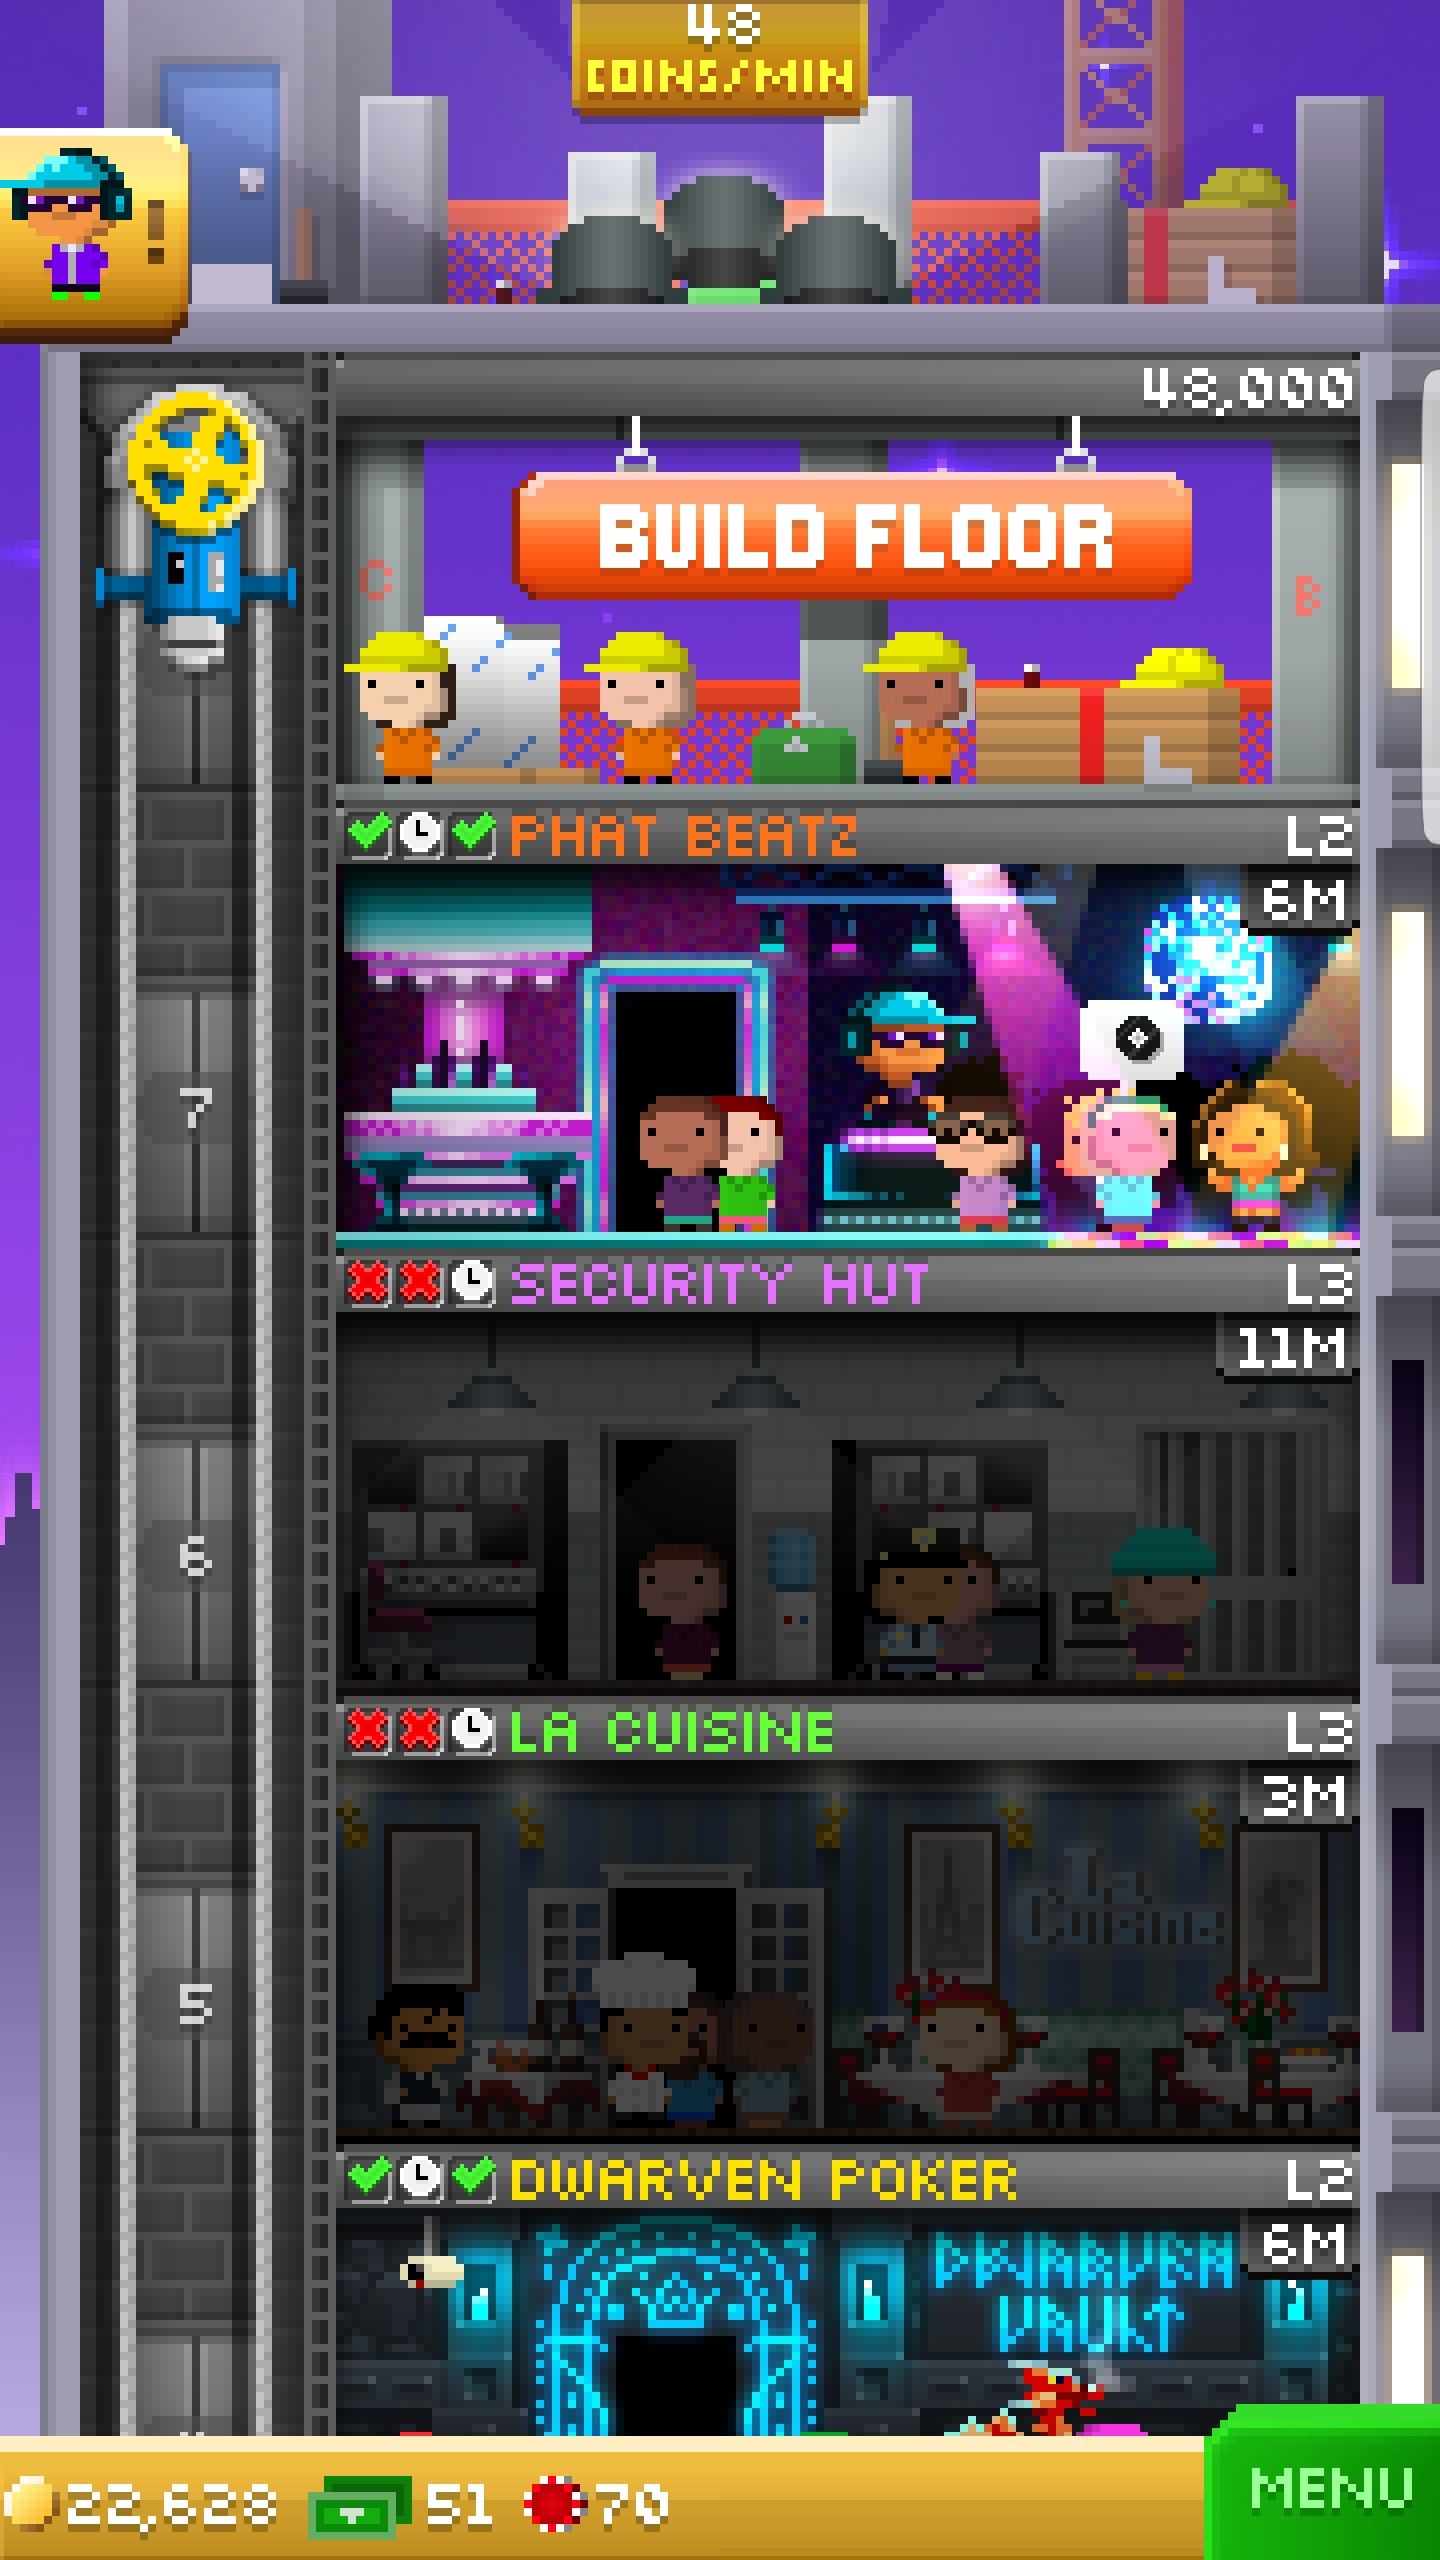 48
COINS/MIN
!
48,000
BUILD FLOOR
C
B
PHAT BEATZ L2
6M
7
SECURITY HUT L3
11M
6
LA CUISINE L3
3M
La
Cuisine
5
DWARVEN POKER L2
6M
DWARVEN
VAULT
22,628 51 70
MENU